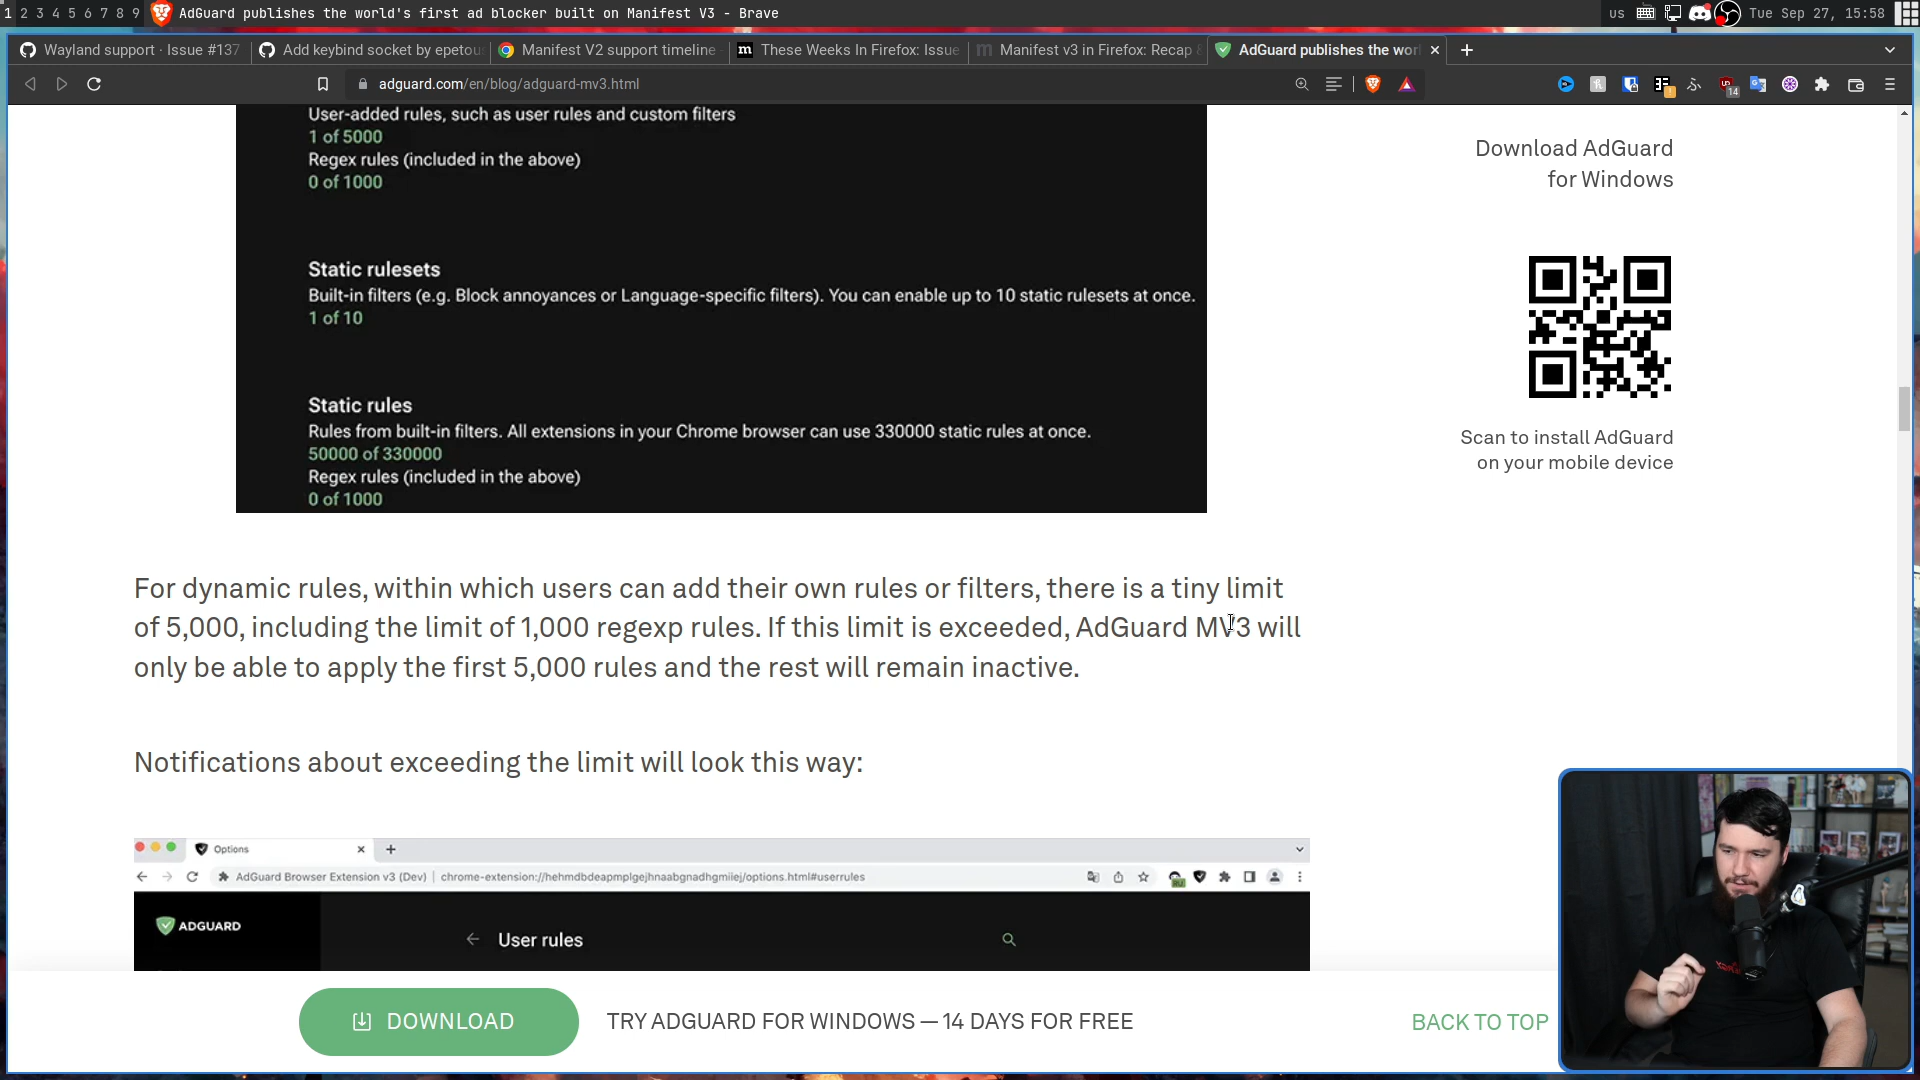 1 2 3 4 5 6 7 8 9 AdGuard publishes the world's first ad blocker built on Manifest V3 - Brave us Tue Sep 27, 15:58
Wayland support · Issue #137 Add keybind socket by epetou Manifest V2 support timeline These Weeks In Firefox: Issue Manifest v3 in Firefox: Recap & AdGuard publishes the wor
adguard.com/en/blog/adguard-mv3.html 1 14
User-added rules, such as user rules and custom filters
1 of 5000
Regex rules (included in the above)
0 of 1000
Static rulesets
Built-in filters (e.g. Block annoyances or Language-specific filters). You can enable up to 10 static rulesets at once.
1 of 10
Static rules
Rules from built-in filters. All extensions in your Chrome browser can use 330000 static rules at once.
50000 of 330000
Regex rules (included in the above)
0 of 1000
Download AdGuard
for Windows
Scan to install AdGuard
on your mobile device
For dynamic rules, within which users can add their own rules or filters, there is a tiny limit
of 5,000, including the limit of 1,000 regexp rules. If this limit is exceeded, AdGuard MV3 will
only be able to apply the first 5,000 rules and the rest will remain inactive.
Notifications about exceeding the limit will look this way:
Options
AdGuard Browser Extension v3 (Dev) | chrome-extension://hehmdbdeapmplgejhnaabgnadhgmiiej/options.html#userrules RU
ADGUARD
User rules
DOWNLOAD TRY ADGUARD FOR WINDOWS — 14 DAYS FOR FREE BACK TO TOP